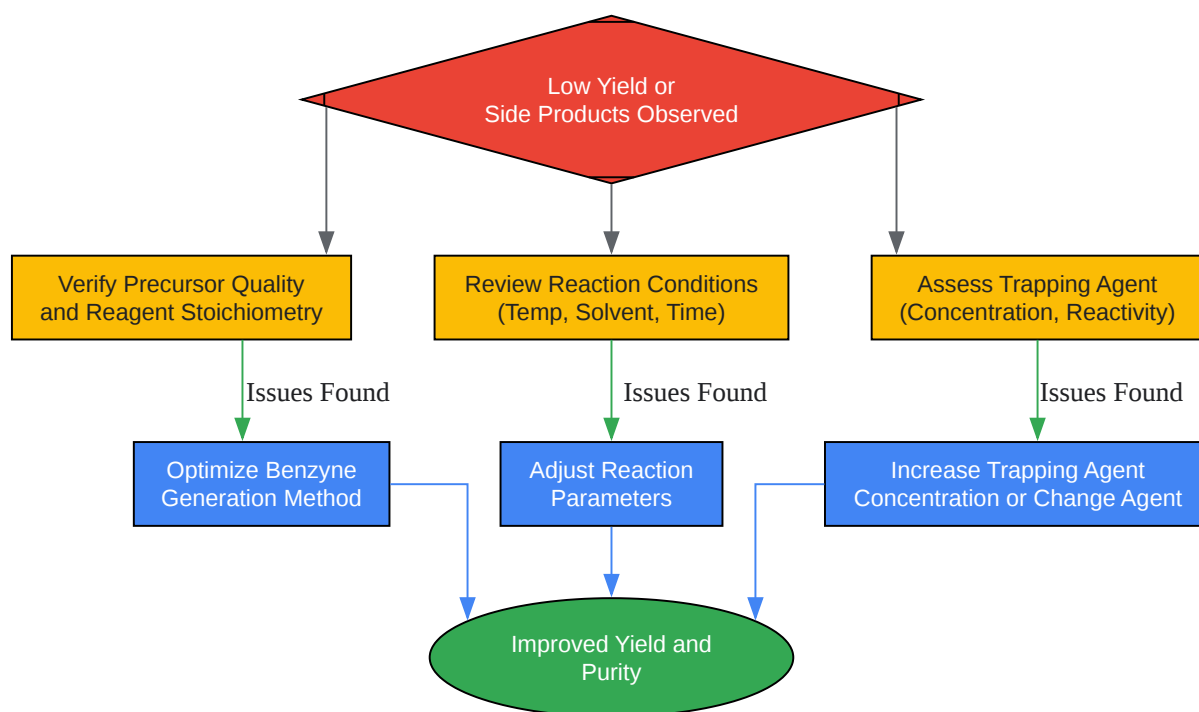 Low Yield or
Side Products Observed
Verify Precursor Quality
and Reagent Stoichiometry
Review Reaction Conditions
(Temp, Solvent, Time)
Assess Trapping Agent
(Concentration, Reactivity)
Issues Found
Issues Found
Issues Found
Optimize Benzyne
Generation Method
Adjust Reaction
Parameters
Increase Trapping Agent
Concentration or Change Agent
Improved Yield and
Purity